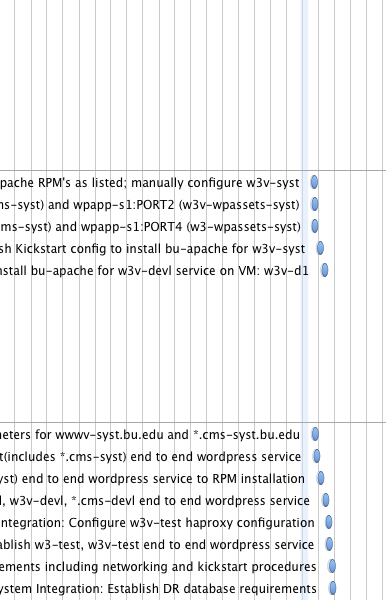 pache RPM's as listed; manually configure w3v-syst
ms-syst) and wpapp-s1:PORT2 (w3v-wpassets-syst)
cms-syst) and wpapp-s1:PORT4 (w3-wpassets-syst)
sh Kickstart config to install bu-apache for w3v-syst
nstall bu-apache for w3v-devl service on VM: w3v-d1
neters for wwwv-syst.bu.edu and *.cms-syst.bu.edu
t(includes *.cms-syst) end to end wordpress service
yst) end to end wordpress service to RPM installation
l, w3v-devl, *.cms-devl end to end wordpress service
Integration: Configure w3v-test haproxy configuration
ablish w3-test, w3v-test end to end wordpress service
ements including networking and kickstart procedures
ystem Integration: Establish DR database requirements